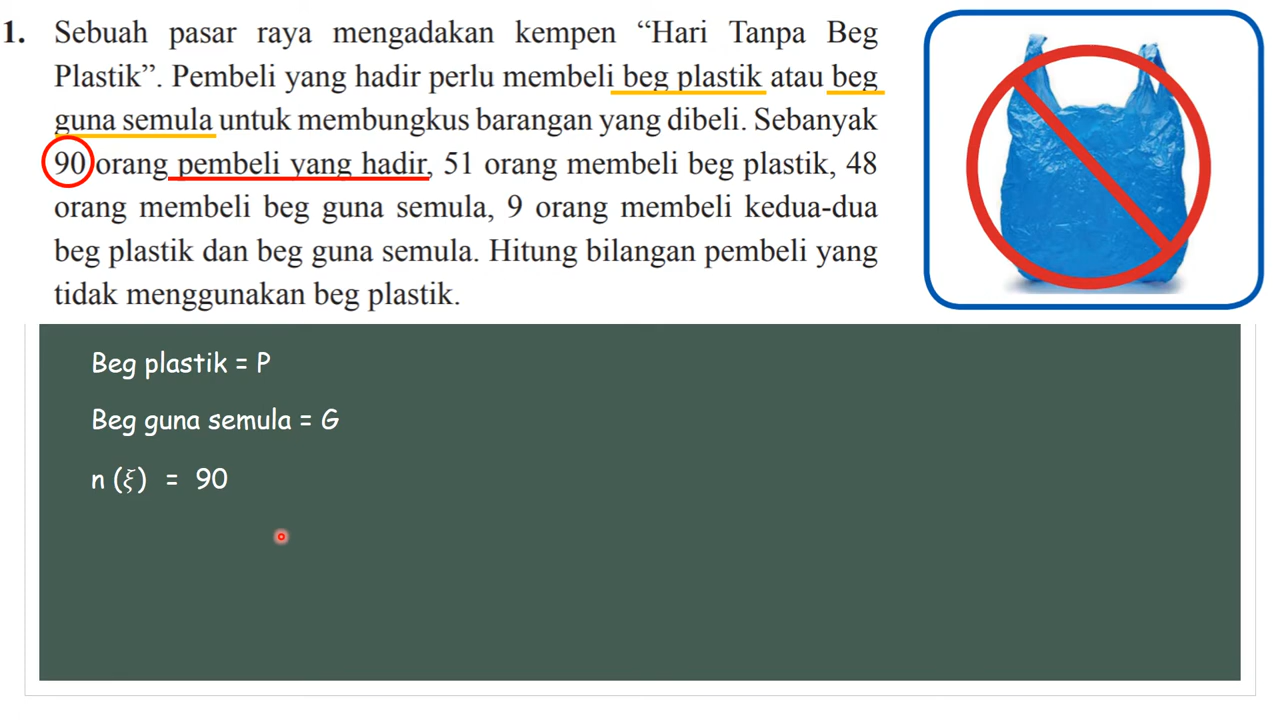 1. Sebuah pasar raya mengadakan kempen “Hari Tanpa Beg
Plastik”. Pembeli yang hadir perlu membeli beg plastik atau beg
guna semula untuk membungkus barangan yang dibeli. Sebanyak
90 orang pembeli yang hadir, 51 orang membeli beg plastik, 48
orang membeli beg guna semula, 9 orang membeli kedua-dua
beg plastik dan beg guna semula. Hitung bilangan pembeli yang
tidak menggunakan beg plastik.
Beg plastik = P
Beg guna semula = G
n (ξ) = 90